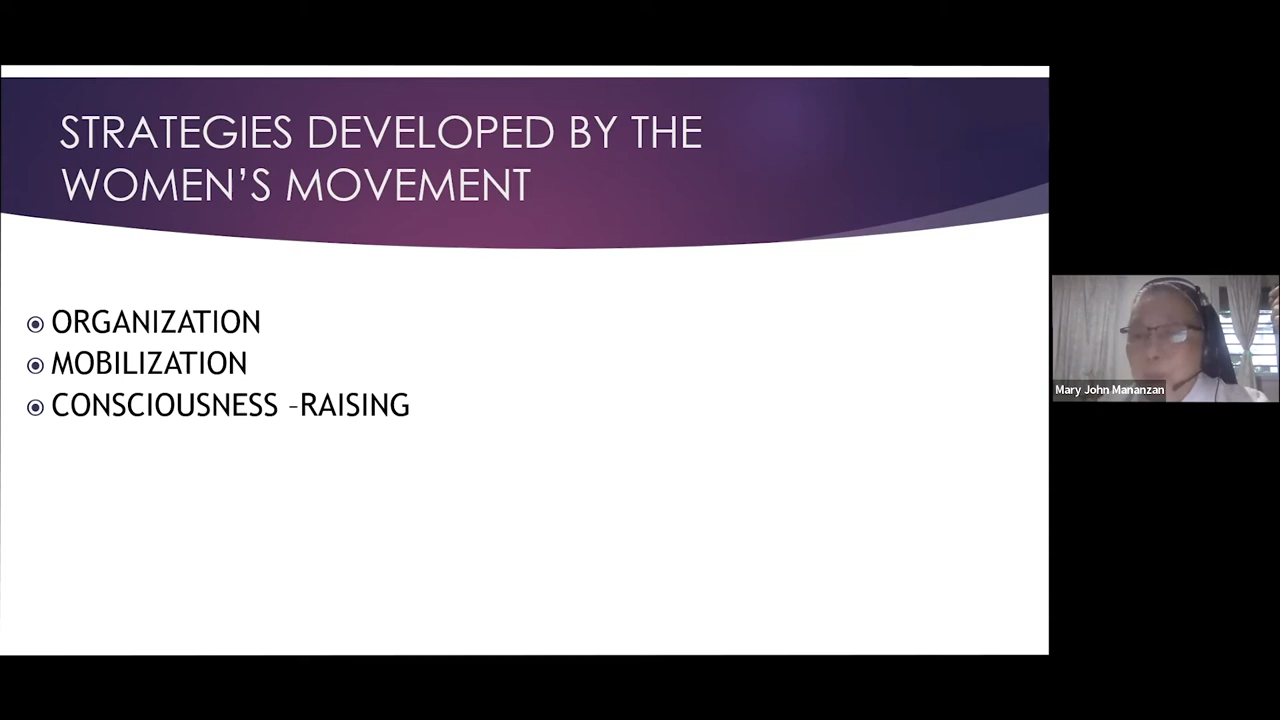 STRATEGIES DEVELOPED BY THE
WOMEN'S MOVEMENT
ORGANIZATION
MOBILIZATION
CONSCIOUSNESS -RAISING
Mary John Mananzan